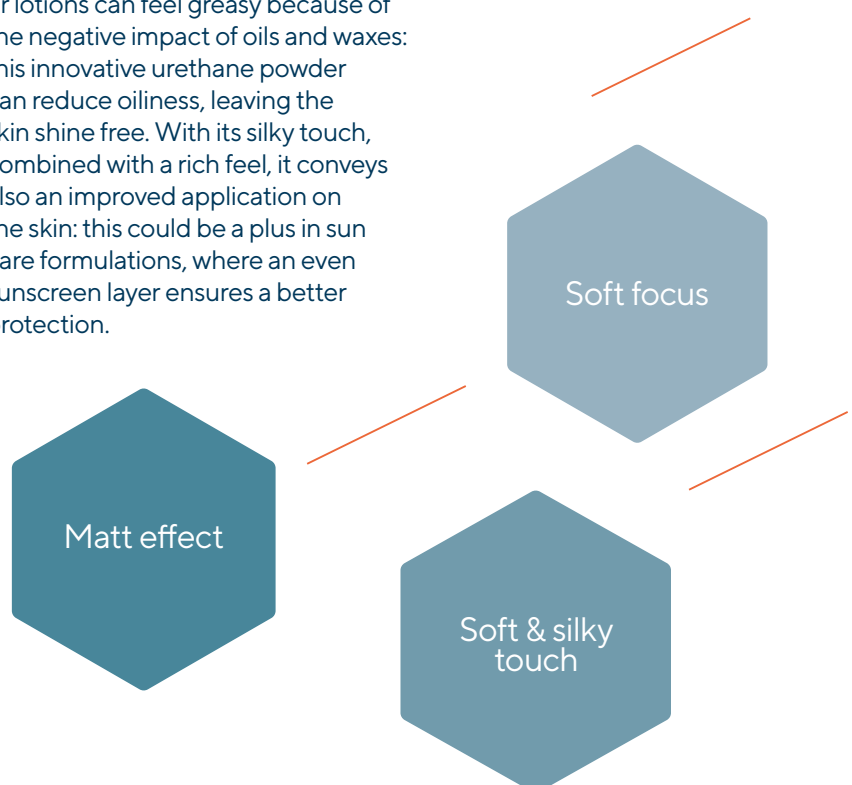 r lotions can feel greasy because of
he negative impact of oils and waxes:
his innovative urethane powder
an reduce oiliness, leaving the
kin shine free. With its silky touch,
ombined with a rich feel, it conveys
lso an improved application on
he skin: this could be a plus in sun
are formulations, where an even
unscreen layer ensures a better
rotection.
Soft focus
Matt effect
Soft & silky
touch